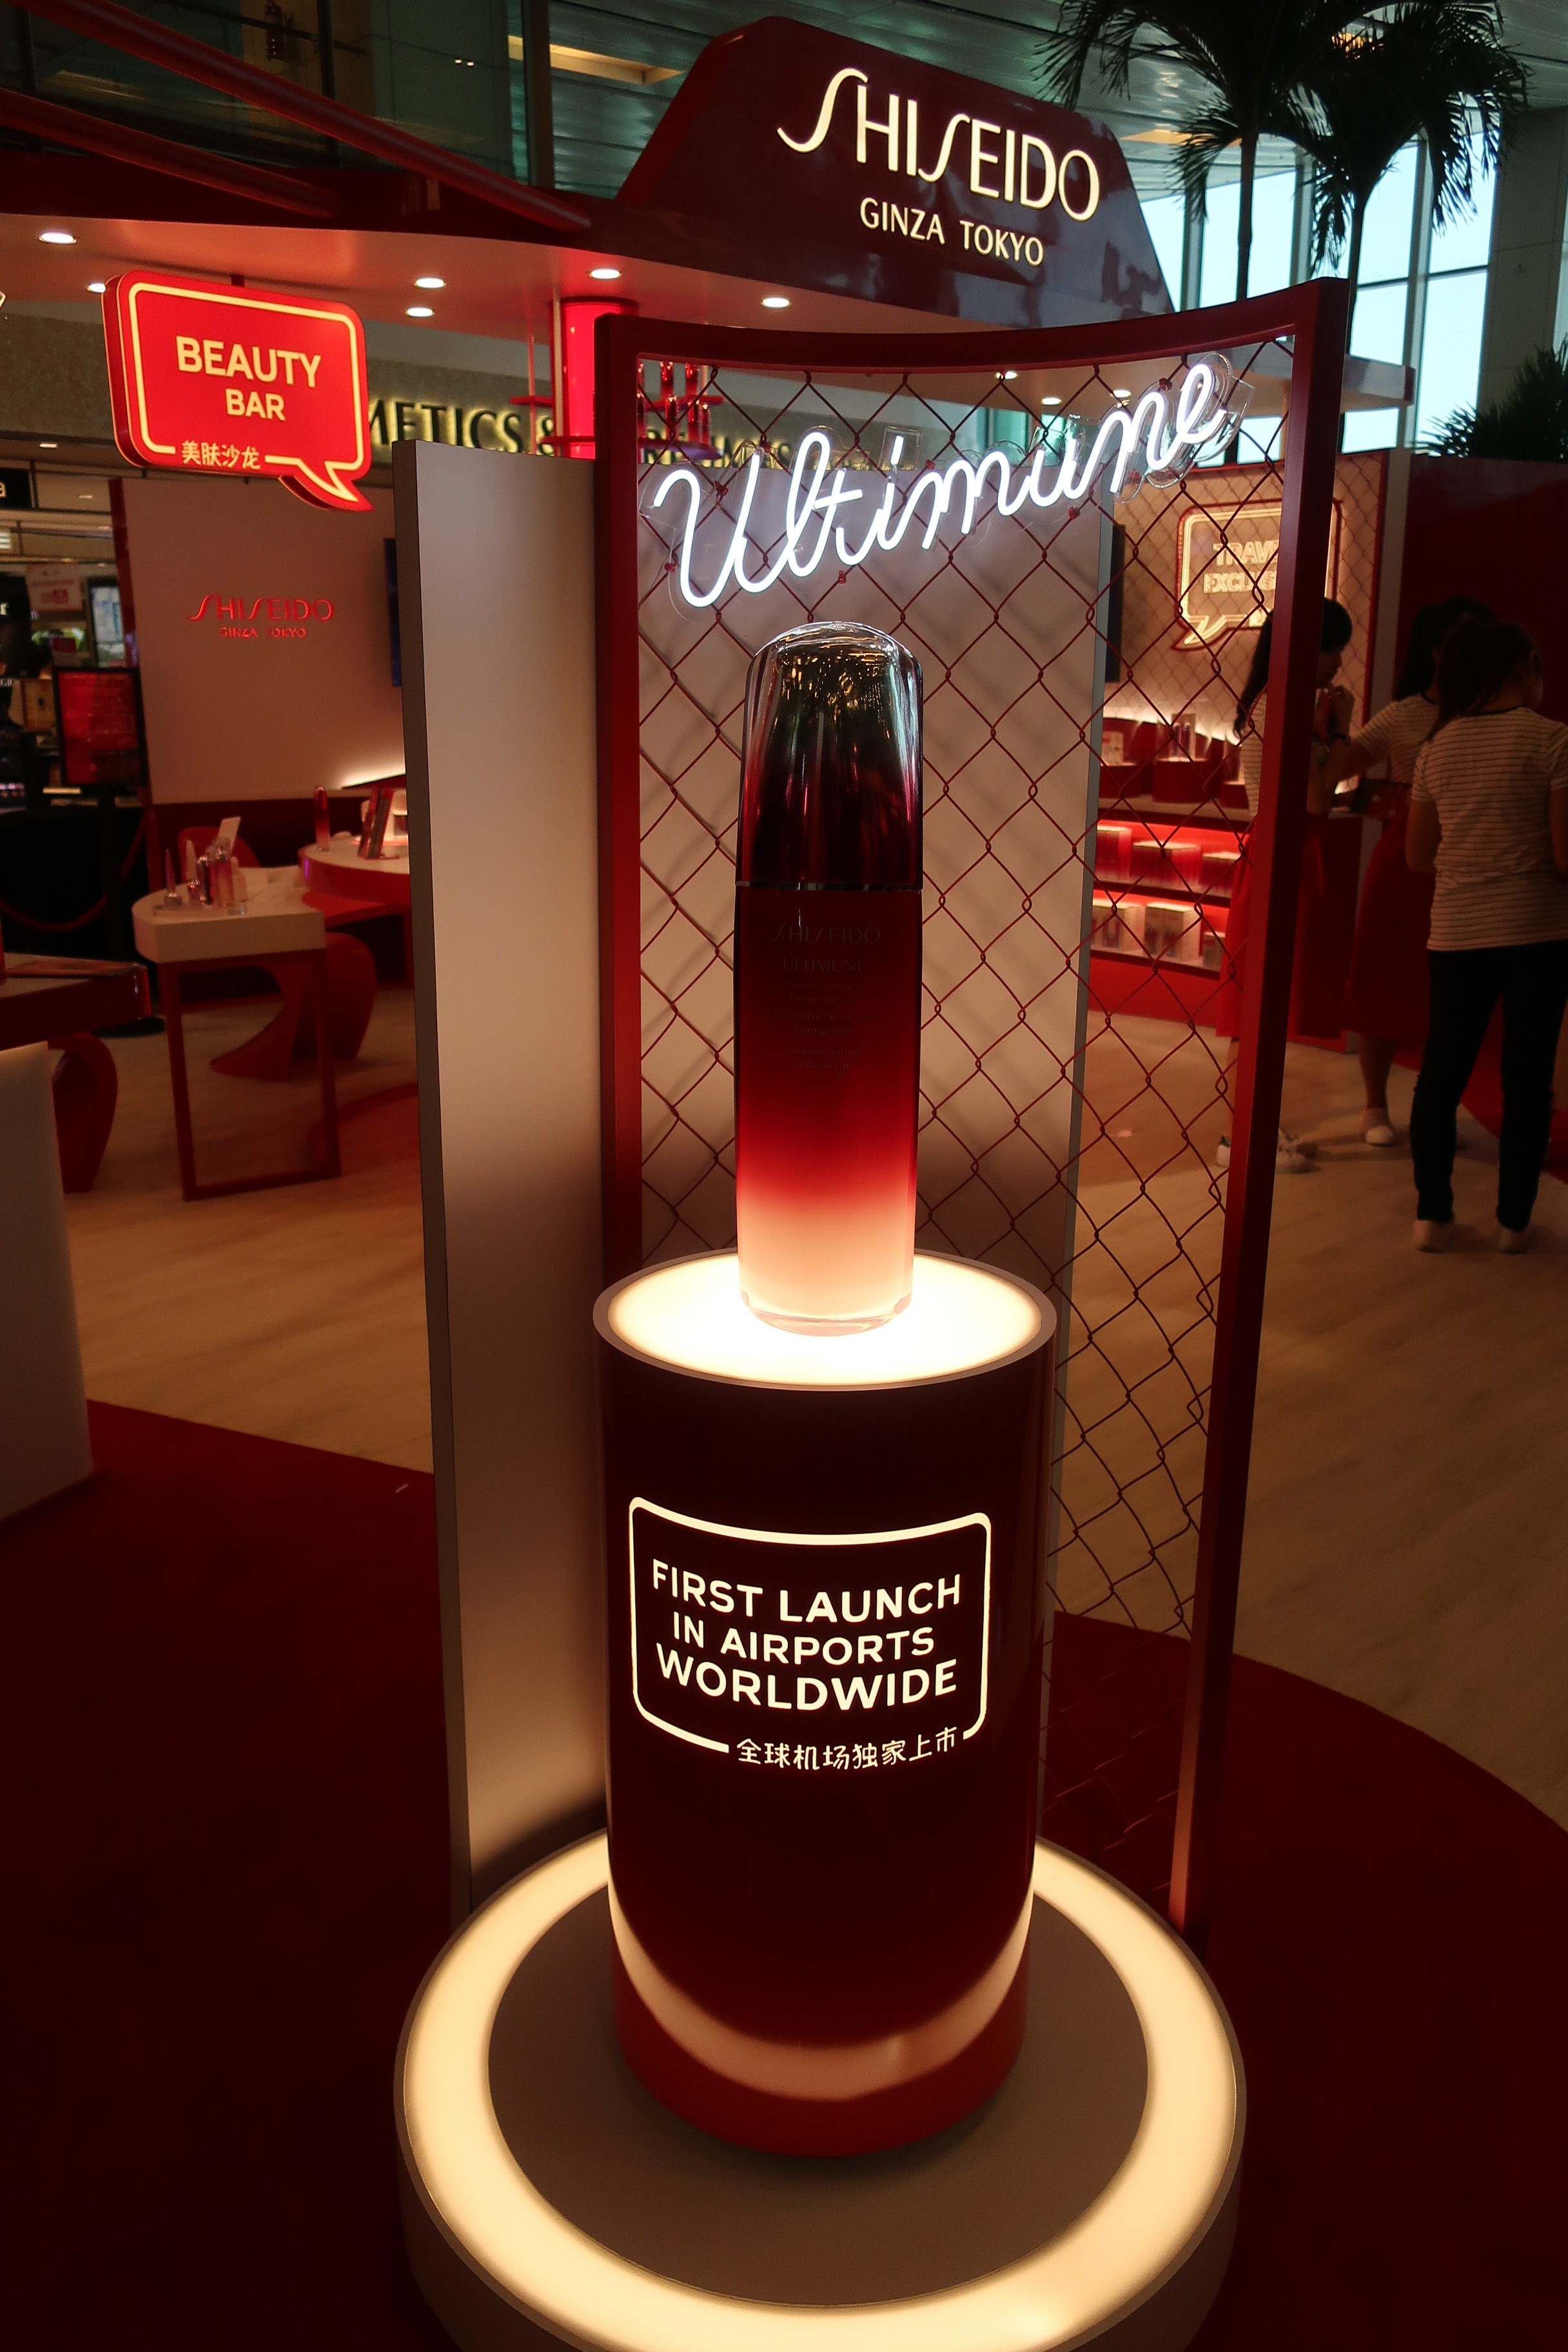 SHISEIDO
GINZA TOKYO
BEAUTY
BAR
美肤沙龙
METICS &
Ultimune
SHISEIDO
GINZA TOKYO
SHISEIDO
ULTIMUNE
FIRST LAUNCH
IN AIRPORTS
WORLDWIDE
全球机场独家上市